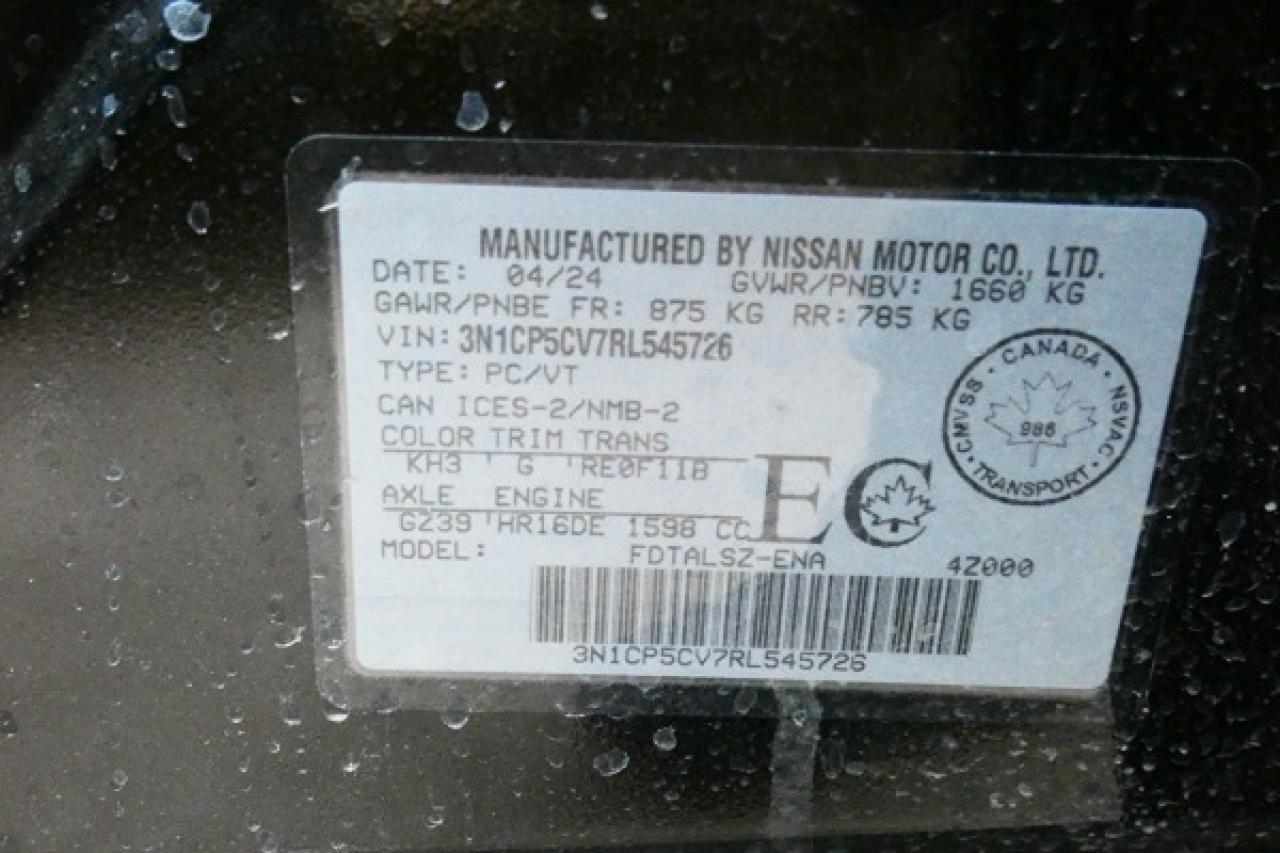 MANUFACTURED BY NISSAN MOTOR CO., LTD.
DATE: 04/24 GVWR/PNBV: 1660 KG
GAWR/PNBE FR: 875 KG RR: 785 KG
VIN: 3N1CP5CV7RL545726
TYPE: PC/VT
CAN ICES-2/NMB-2
COLOR TRIM TRANS
KH3 G RE0F11B
AXLE ENGINE
GZ39 HR16DE 1598 CC
EC
MODEL: FDTALSZ-ENA 4Z000
3N1CP5CV7RL545726
CANADA · NSVAC · TRANSPORT · CMVSS ·
986